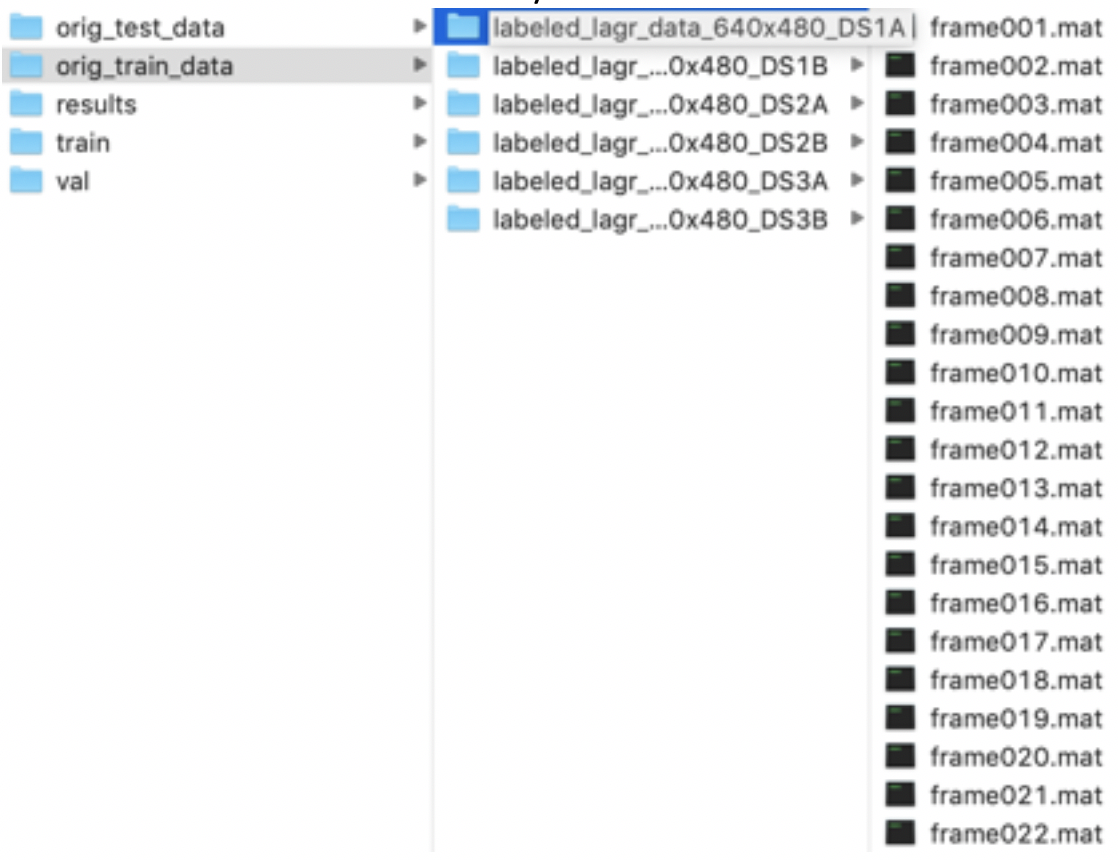 orig_test_data
orig_train_data
results
train
val
labeled_lagr_data_640x480_DS1A
labeled_lagr_...0x480_DS1B
labeled_lagr_...0x480_DS2A
labeled_lagr_...0x480_DS2B
labeled_lagr_...0x480_DS3A
labeled_lagr_...0x480_DS3B
frame001.mat
frame002.mat
frame003.mat
frame004.mat
frame005.mat
frame006.mat
frame007.mat
frame008.mat
frame009.mat
frame010.mat
frame011.mat
frame012.mat
frame013.mat
frame014.mat
frame015.mat
frame016.mat
frame017.mat
frame018.mat
frame019.mat
frame020.mat
frame021.mat
frame022.mat